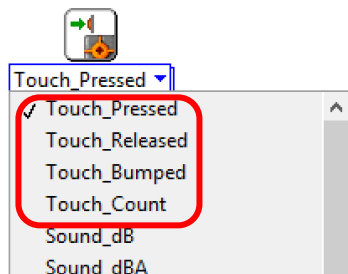 Touch_Pressed
Touch_Pressed
Touch_Released
Touch_Bumped
Touch_Count
Sound_dB
Sound_dBA